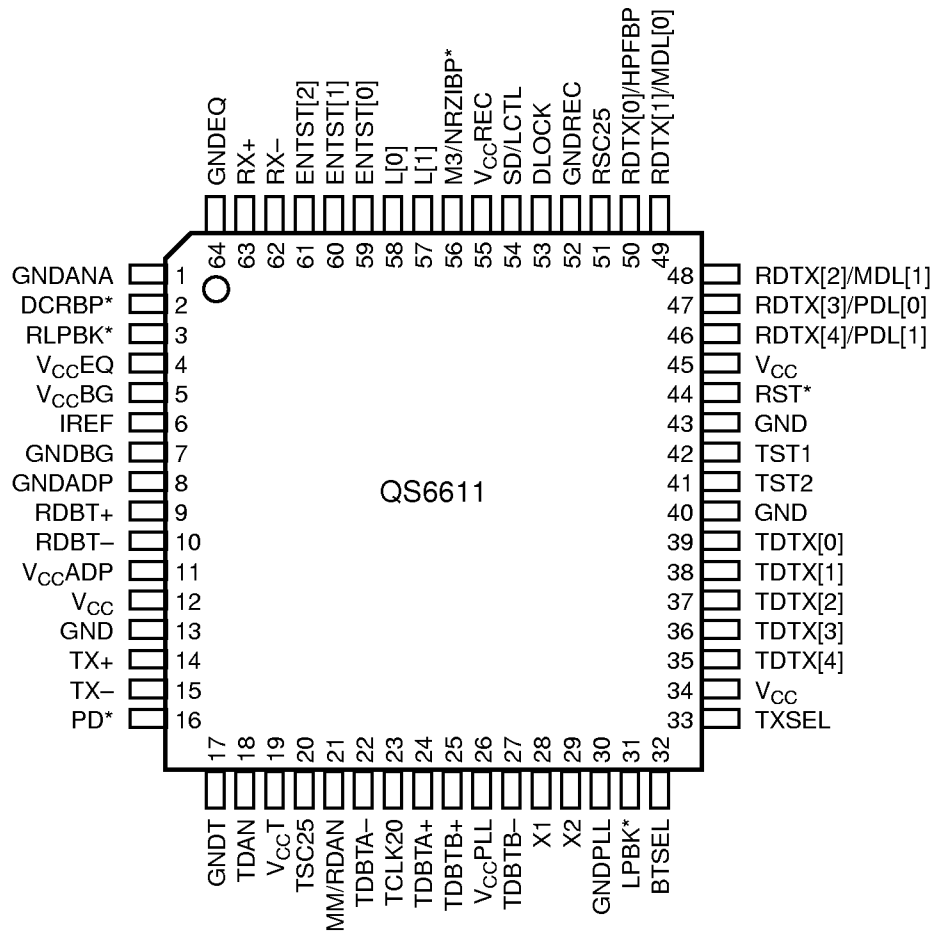 GNDEQ
RX+
RX–
ENTST[2]
ENTST[1]
ENTST[0]
L[0]
L[1]
M3/NRZIBP*
VCCREC
SD/LCTL
DLOCK
GNDREC
RSC25
RDTX[0]/HPFBP
RDTX[1]/MDL[0]
64
63
62
61
60
59
58
57
56
55
54
53
52
51
50
49
GNDANA 1
DCRBP* 2
RLPBK* 3
VCCEQ 4
VCCBG 5
IREF 6
GNDBG 7
GNDADP 8
RDBT+ 9
RDBT– 10
VCCADP 11
VCC 12
GND 13
TX+ 14
TX– 15
PD* 16
QS6611
48 RDTX[2]/MDL[1]
47 RDTX[3]/PDL[0]
46 RDTX[4]/PDL[1]
45 VCC
44 RST*
43 GND
42 TST1
41 TST2
40 GND
39 TDTX[0]
38 TDTX[1]
37 TDTX[2]
36 TDTX[3]
35 TDTX[4]
34 VCC
33 TXSEL
17
18
19
20
21
22
23
24
25
26
27
28
29
30
31
32
GNDT
TDAN
VCCT
TSC25
MM/RDAN
TDBTA–
TCLK20
TDBTA+
TDBTB+
VCCPLL
TDBTB–
X1
X2
GNDPLL
LPBK*
BTSEL